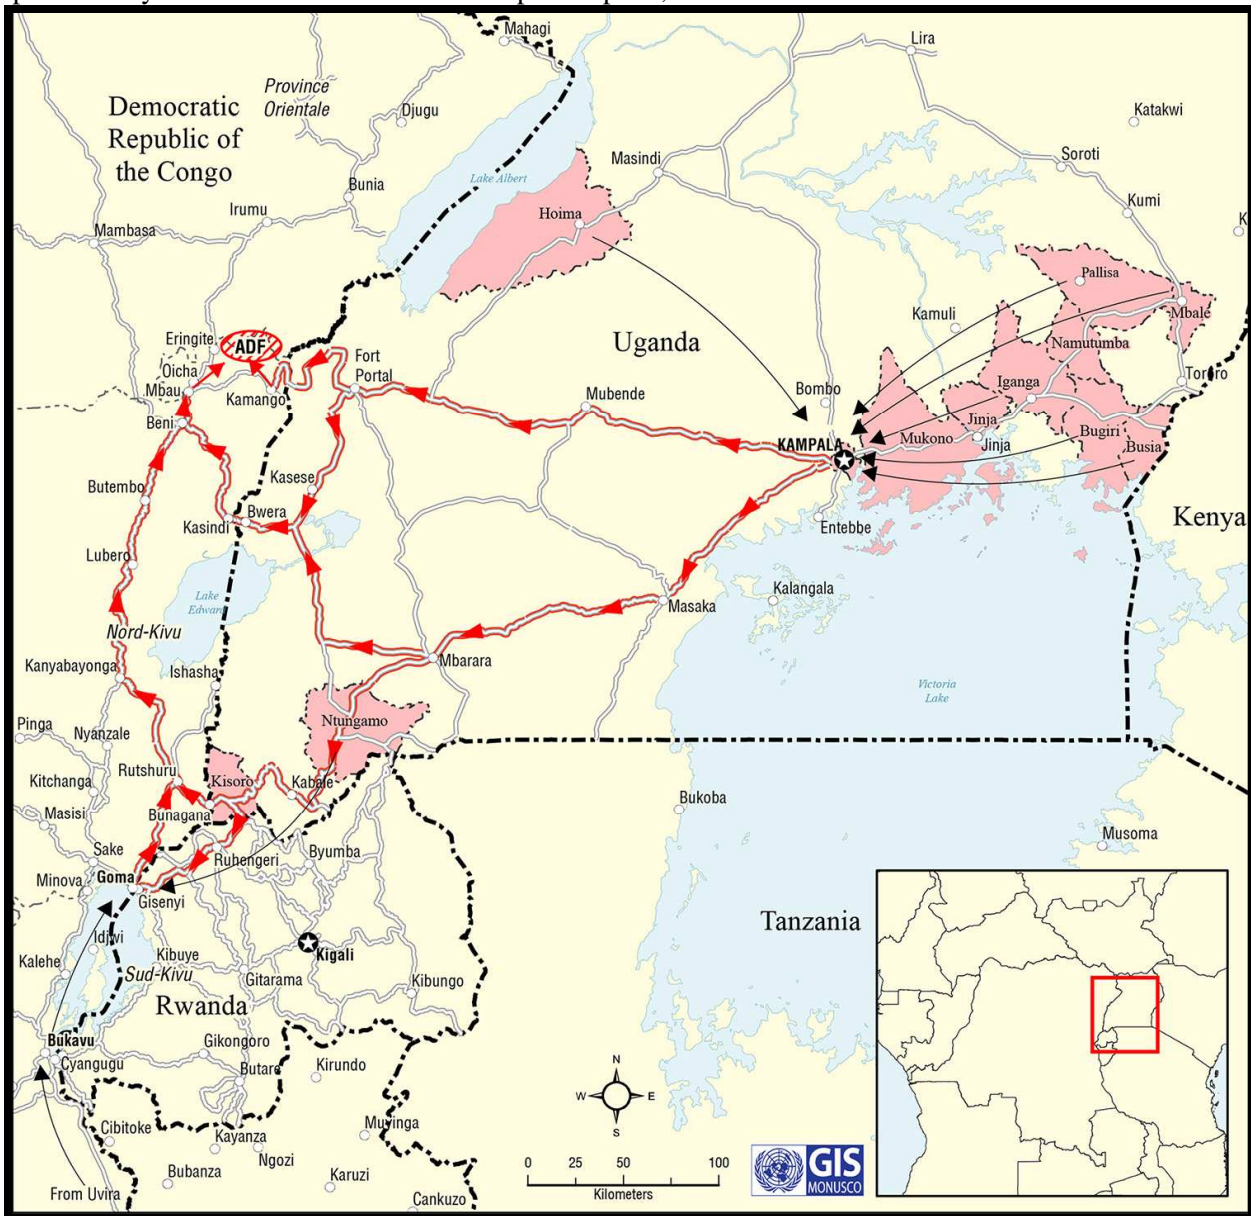 Mahagi
Lira
Province
Orientale
Democratic
Republic of
the Congo
Djugu
Katakwi
Masindi
Soroti
Lake Albert
Bunia
Irumu
Hoima
Kumi
Mambasa
K
Pallisa
Mbale
Kamuli
Eringite
ADF
Uganda
Namutumba
Fort
Portal
Oicha
Mbau
Kamango
Mubende
Bombo
Iganga
Tororo
Beni
KAMPALA
Mukono
Jinja
Jinja
Bugiri
Busia
Kasese
Butembo
Kasindi
Bwera
Entebbe
Kenya
Lubero
Lake
Edward
Kalangala
Masaka
Nord-Kivu
Kanyabayonga
Ishasha
Mbarara
Victoria
Lake
Pinga
Nyanzale
Ntungamo
Rutshuru
Kitchanga
Kisoro
Kabale
Bukoba
Masisi
Bunagana
Musoma
Sake
Ruhengeri
Byumba
Minova
Goma
Gisenyi
Tanzania
Idjwi
Kalehe
Kibuye
Kigali
Sud-Kivu
Gitarama
Kibungo
Rwanda
Bukavu
Cyangugu
Gikongoro
Butare
Kirundo
N
W
E
S
Cibitoke
Kayanza
Muyinga
Ngozi
Bubanza
Karuzi
From Uvira
Cankuzo
0 25 50 100
Kilometers
GIS
MONUSCO